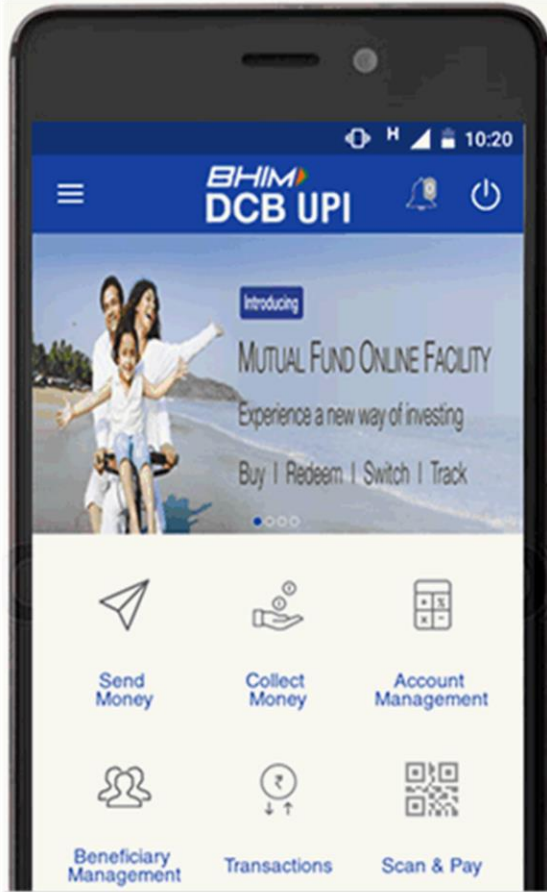 H 10:20
BHIM
DCB UPI
0
Introducing
MUTUAL FUND ONLINE FACILITY
Experience a new way of investing
Buy | Redeem | Switch | Track
Send
Money
Collect
Money
Account
Management
Beneficiary
Management
Transactions
Scan & Pay